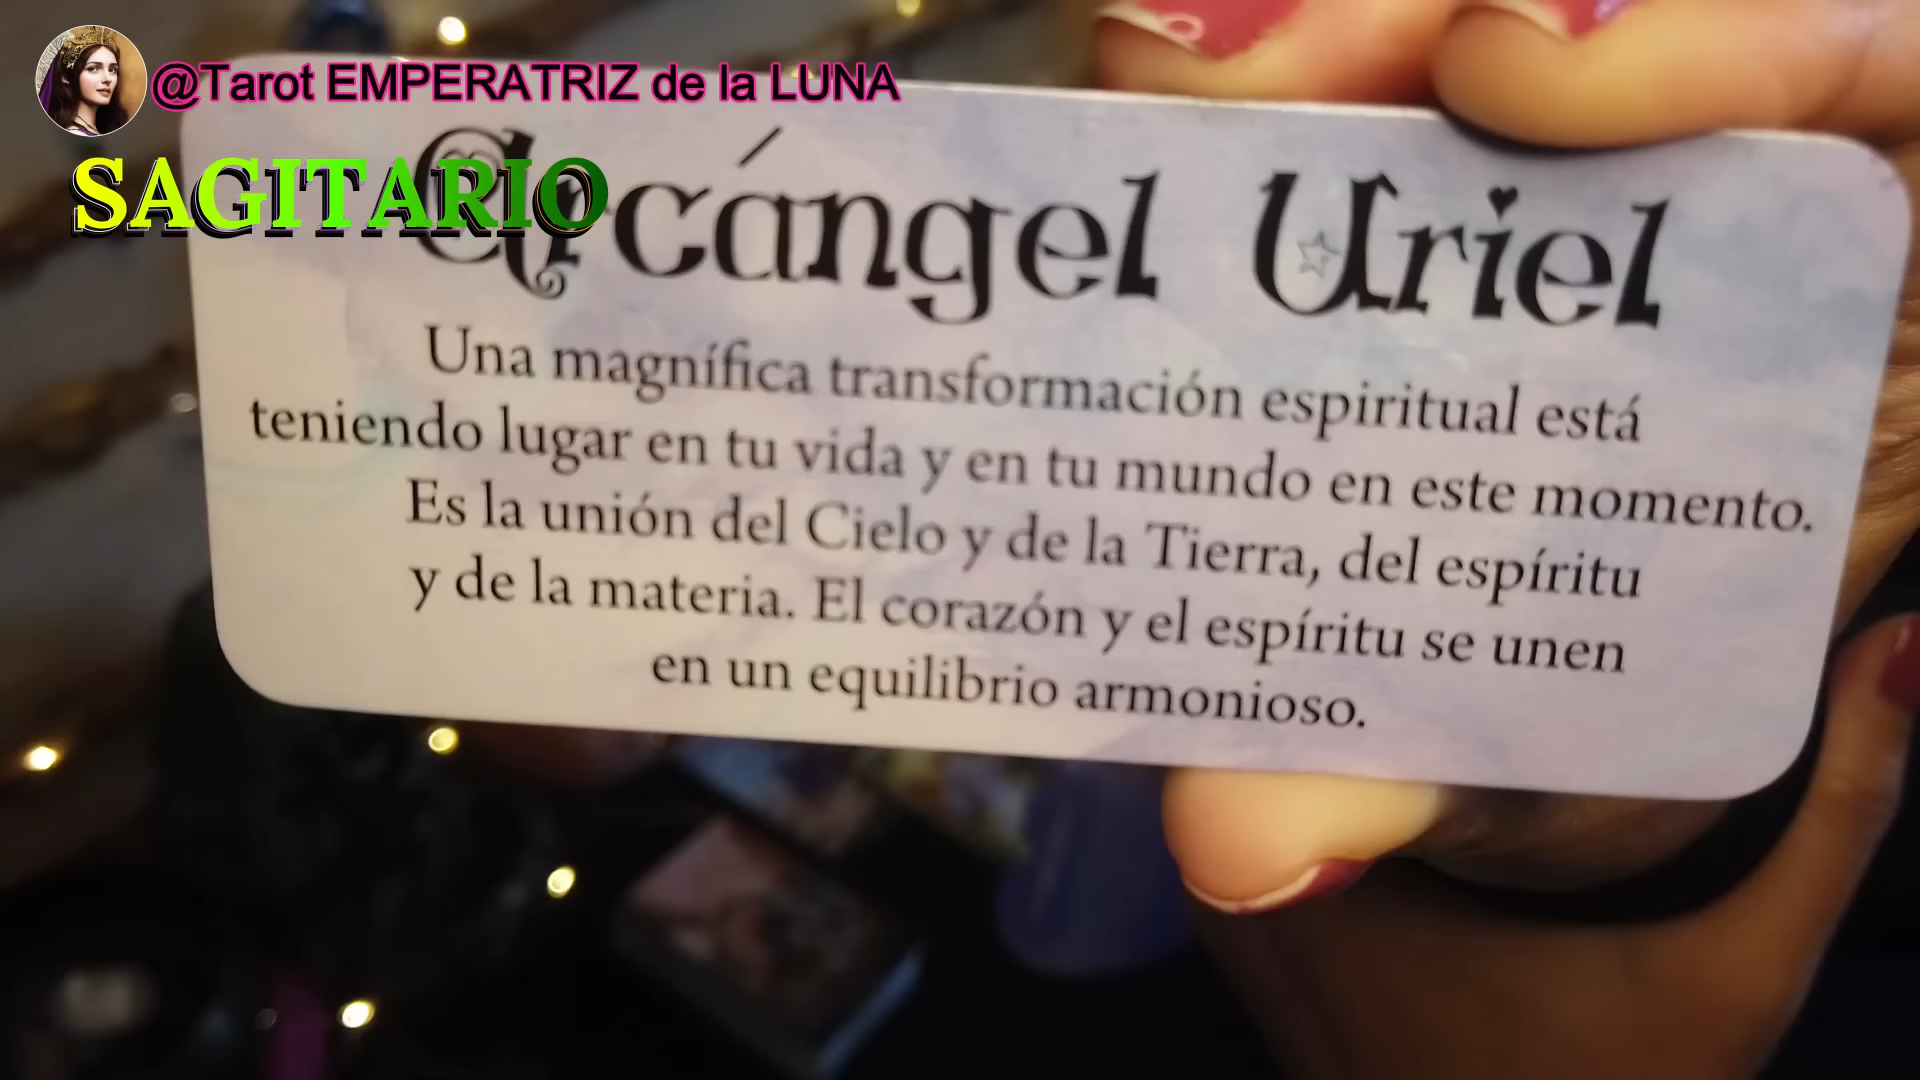 @Tarot EMPERATRIZ de la LUNA
SAGITARIO
Arcángel Uriel
Una magnífica transformación espiritual está
teniendo lugar en tu vida y en tu mundo en este momento.
Es la unión del Cielo y de la Tierra, del espíritu
y de la materia. El corazón y el espíritu se unen
en un equilibrio armonioso.